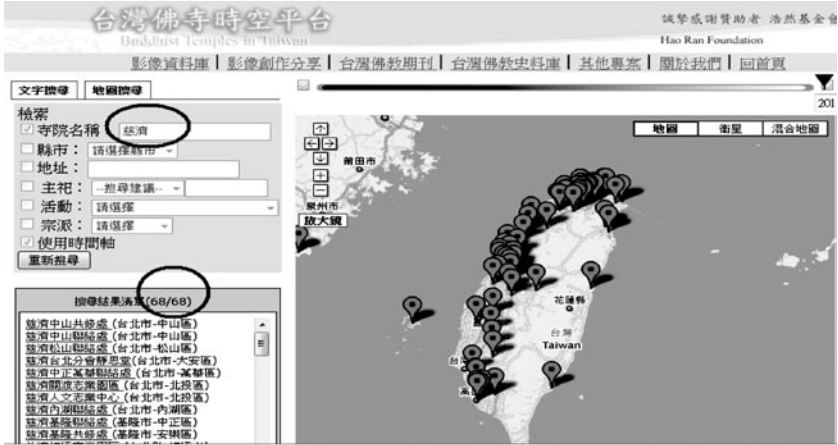 台灣佛寺時空平台
Buddhist Temples in Taiwan
誠摯感謝贊助者 浩然基金會
Hao Ran Foundation
影像資料庫 | 影像創作分享 | 台灣佛教期刊 | 台灣佛教史料庫 | 其他專案 | 關於我們 | 回首頁
文字搜尋 地圖搜尋
檢索
寺院名稱 慈濟
縣市： 請選擇縣市
地址：
主祀： --搜尋建議--
活動： 請選擇
宗派： 請選擇
使用時間軸
重新搜尋
搜尋結果清單(68/68)
慈濟中山共修處 (台北市-中山區)
慈濟中山聯絡處 (台北市-中山區)
慈濟松山聯絡處 (台北市-松山區)
慈濟台北分會靜思堂 (台北市-大安區)
慈濟中正萬華聯絡處 (台北市-萬華區)
慈濟關渡志業園區 (台北市-北投區)
慈濟人文志業中心 (台北市-北投區)
慈濟內湖聯絡處 (台北市-內湖區)
慈濟基隆聯絡處 (基隆市-中正區)
慈濟基隆共修處 (基隆市-安樂區)
201
地圖 衛星 混合地圖
莆田市
泉州市
放大鏡
花蓮縣
台灣
Taiwan
台
高